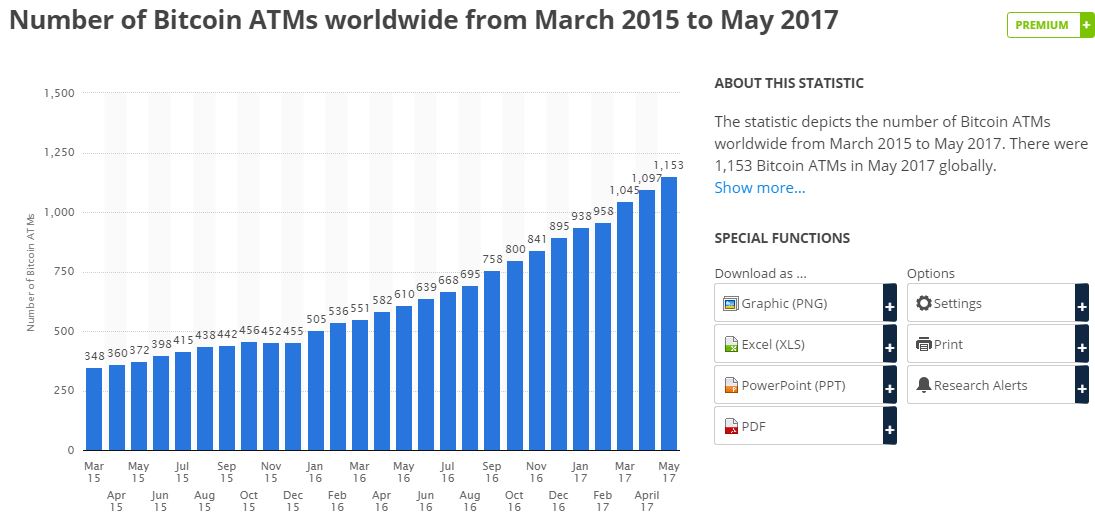 Number of Bitcoin ATMs worldwide from March 2015 to May 2017
PREMIUM +
1,500
1,250
1,000
750
500
250
0
Number of Bitcoin ATMs
348 360 372 398 415 438 442 456 452 455 505 536 551 582 610 639 668 695 758 800 841 895 938 958 1,045 1,097 1,153
Mar May Jul Sep Nov Jan Mar May Jul Sep Nov Jan Mar May
15 15 15 15 15 16 16 16 16 16 16 17 17 17
Apr Jun Aug Oct Dec Feb Apr Jun Aug Oct Dec Feb April
15 15 15 15 15 16 16 16 16 16 16 17 17
ABOUT THIS STATISTIC
The statistic depicts the number of Bitcoin ATMs
worldwide from March 2015 to May 2017. There were
1,153 Bitcoin ATMs in May 2017 globally.
Show more...
SPECIAL FUNCTIONS
Download as ...
Graphic (PNG) +
Excel (XLS) +
PowerPoint (PPT) +
PDF +
Options
Settings +
Print +
Research Alerts +